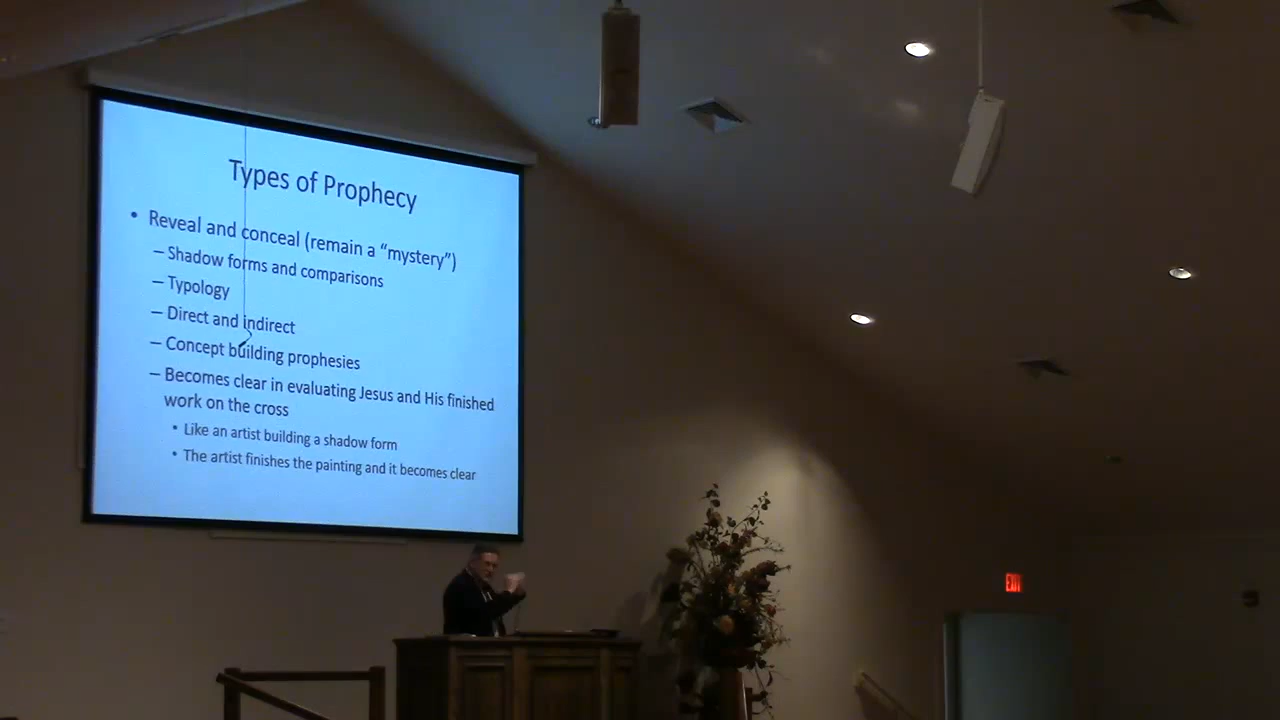 Types of Prophecy
• Reveal and conceal (remain a “mystery”)
– Shadow forms and comparisons
– Typology
– Direct and indirect
– Concept building prophesies
– Becomes clear in evaluating Jesus and His finished
work on the cross
• Like an artist building a shadow form
• The artist finishes the painting and it becomes clear
EXIT